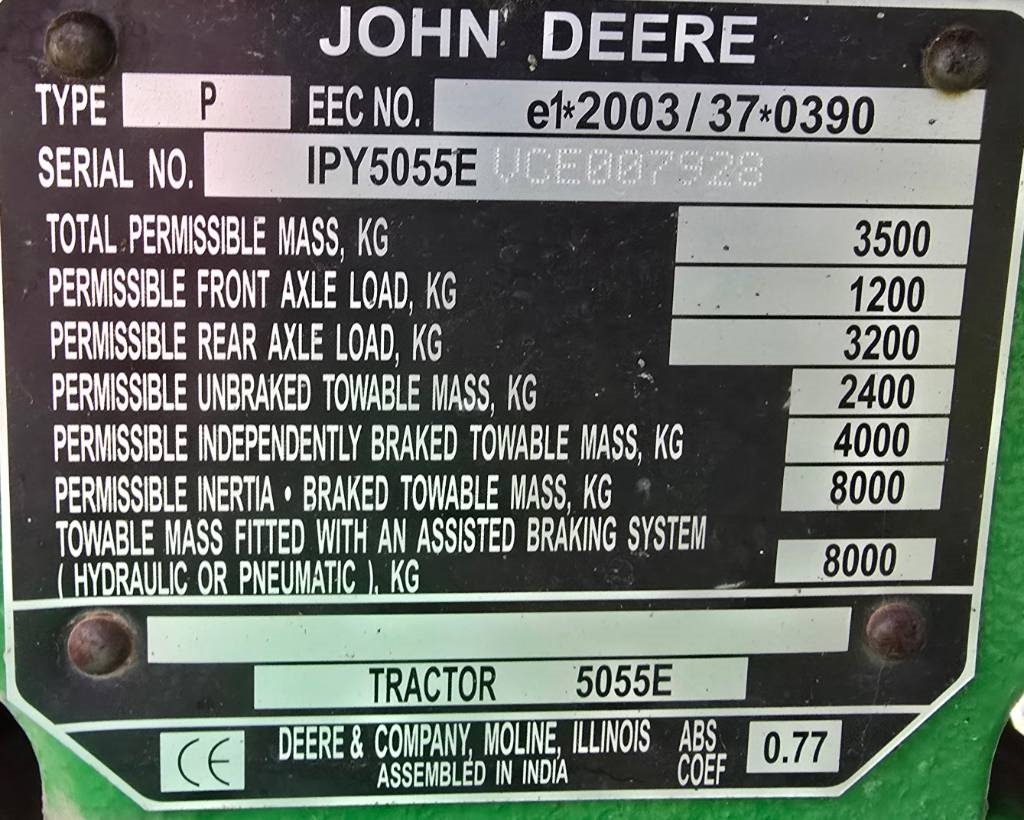 JOHN DEERE
TYPE P EEC NO. e1*2003/37*0390
SERIAL NO. IPY5055E VCE007928
TOTAL PERMISSIBLE MASS, KG 3500
PERMISSIBLE FRONT AXLE LOAD, KG 1200
PERMISSIBLE REAR AXLE LOAD, KG 3200
PERMISSIBLE UNBRAKED TOWABLE MASS, KG 2400
PERMISSIBLE INDEPENDENTLY BRAKED TOWABLE MASS, KG 4000
PERMISSIBLE INERTIA • BRAKED TOWABLE MASS, KG 8000
TOWABLE MASS FITTED WITH AN ASSISTED BRAKING SYSTEM
( HYDRAULIC OR PNEUMATIC ), KG 8000
TRACTOR 5055E
CE DEERE & COMPANY, MOLINE, ILLINOIS ABS 0.77
ASSEMBLED IN INDIA COEF